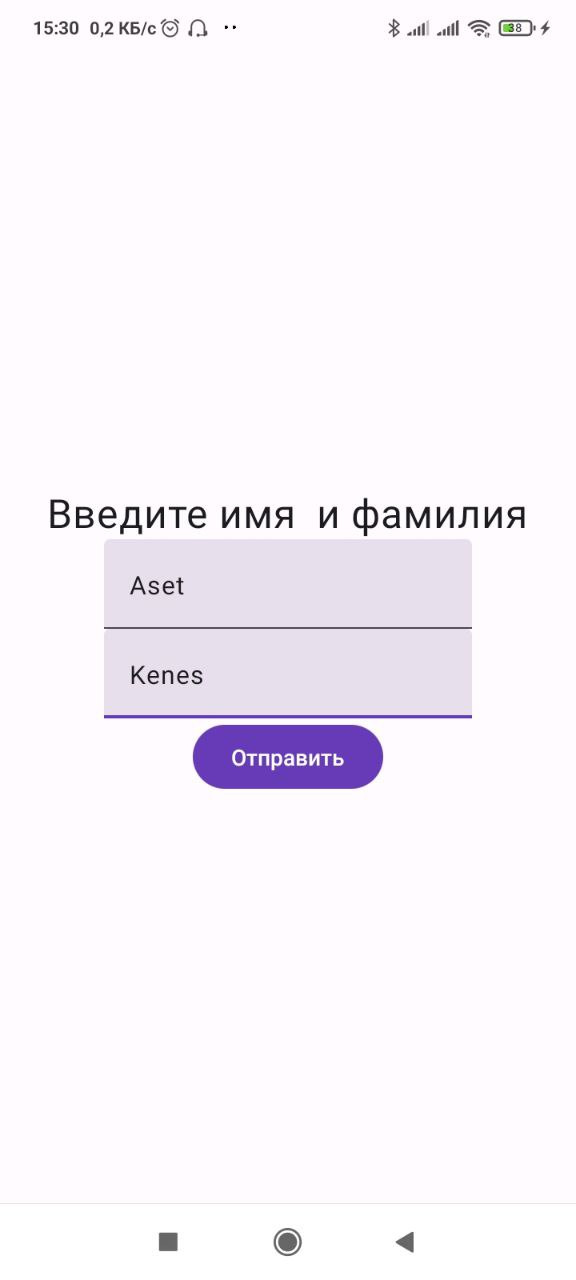 15:30 0,2 КБ/с 38
Введите имя и фамилия
Aset
Kenes
Отправить